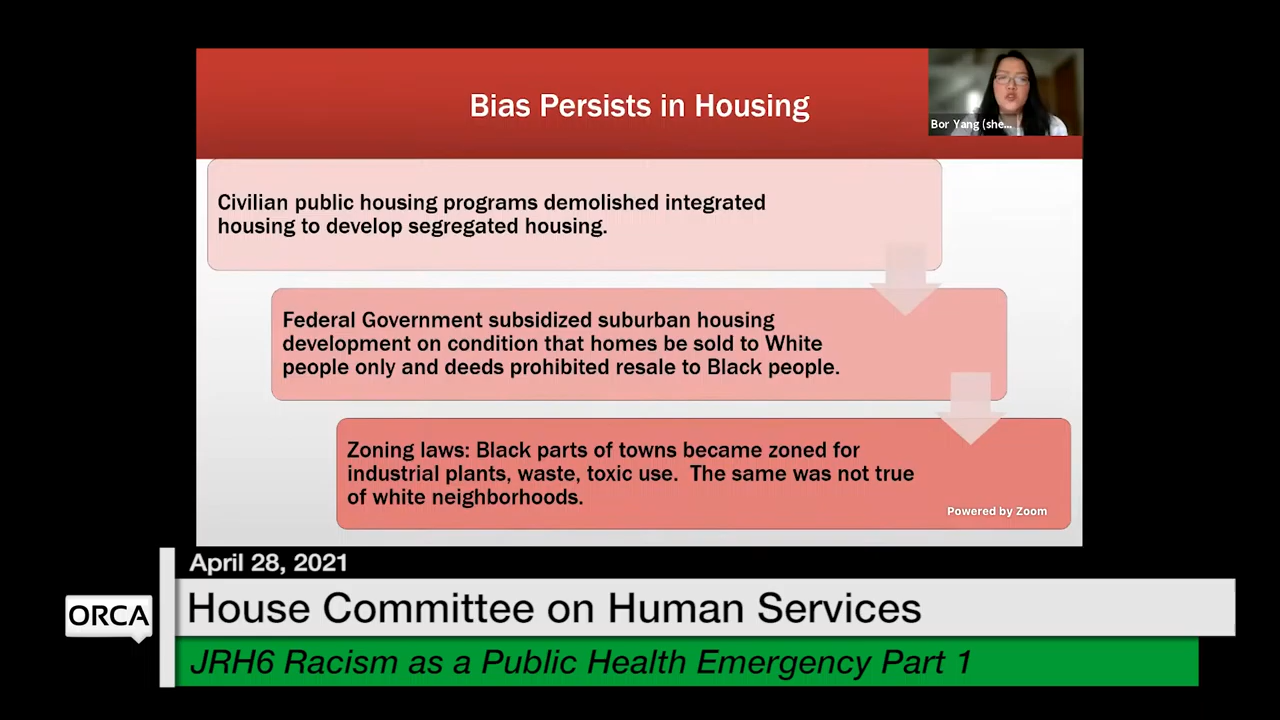 Bias Persists in Housing
Bor Yang (she...
Civilian public housing programs demolished integrated
housing to develop segregated housing.
Federal Government subsidized suburban housing
development on condition that homes be sold to White
people only and deeds prohibited resale to Black people.
Zoning laws: Black parts of towns became zoned for
industrial plants, waste, toxic use.  The same was not true
of white neighborhoods.
Powered by Zoom
April 28, 2021
ORCA
House Committee on Human Services
JRH6 Racism as a Public Health Emergency Part 1